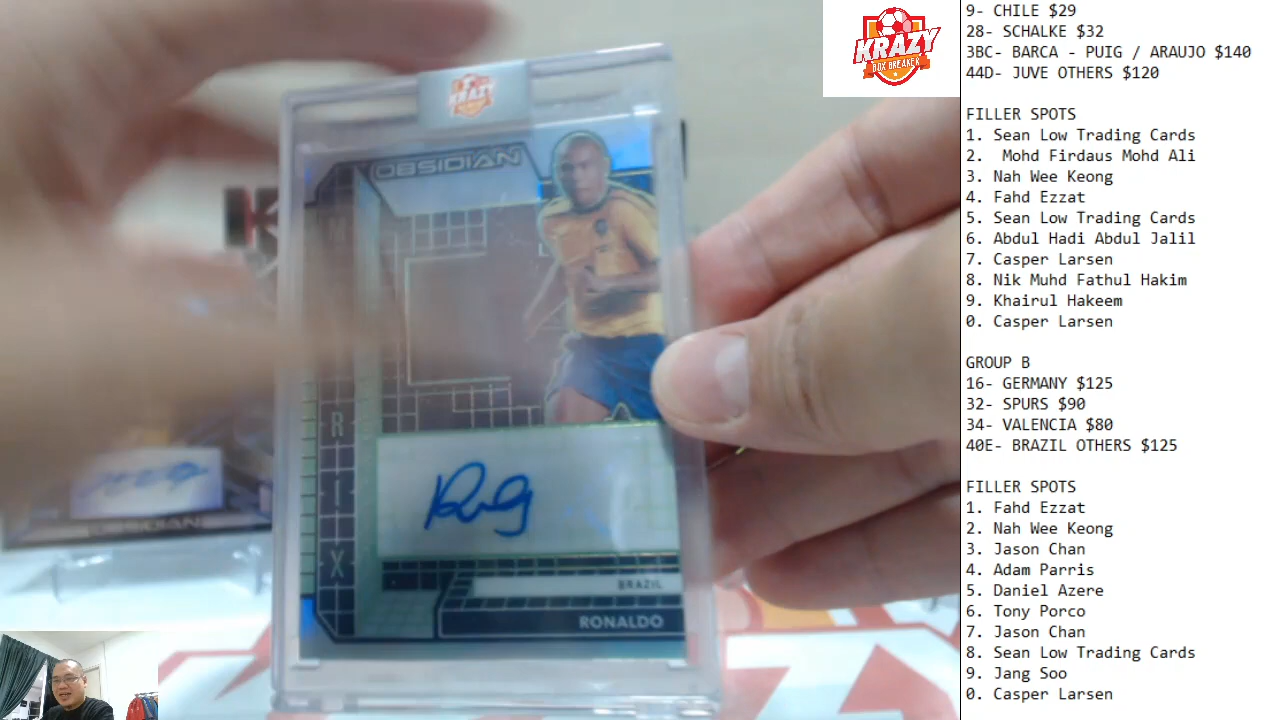 9- CHILE $29
28- SCHALKE $32
3BC- BARCA - PUIG / ARAUJO $140
44D- JUVE OTHERS $120
FILLER SPOTS
1. Sean Low Trading Cards
2.  Mohd Firdaus Mohd Ali
3. Nah Wee Keong
4. Fahd Ezzat
5. Sean Low Trading Cards
6. Abdul Hadi Abdul Jalil
7. Casper Larsen
8. Nik Muhd Fathul Hakim
9. Khairul Hakeem
0. Casper Larsen
GROUP B
16- GERMANY $125
32- SPURS $90
34- VALENCIA $80
40E- BRAZIL OTHERS $125
FILLER SPOTS
1. Fahd Ezzat
2. Nah Wee Keong
3. Jason Chan
4. Adam Parris
5. Daniel Azere
6. Tony Porco
7. Jason Chan
8. Sean Low Trading Cards
9. Jang Soo
0. Casper Larsen
KRAZY
BOX BREAKER
KRAZY
OBSIDIAN
R
I
X
BRAZIL
RONALDO
OBSIDIAN